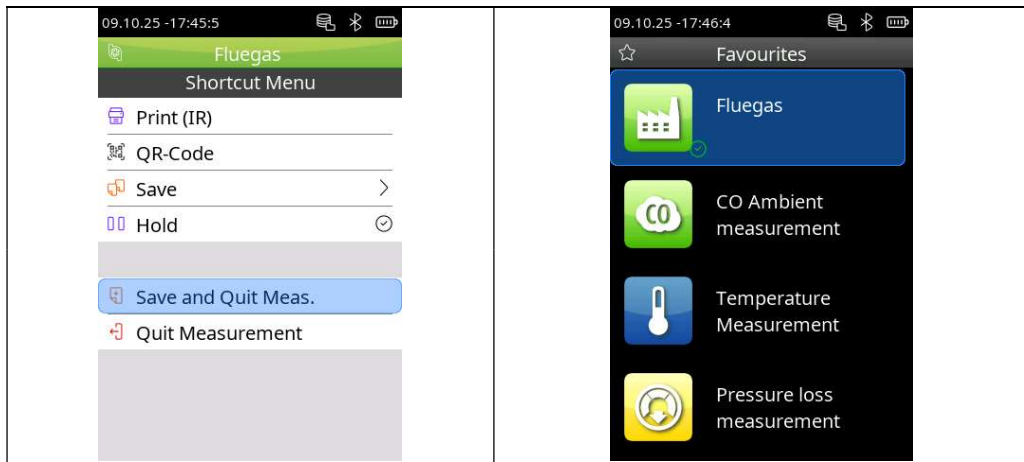 09.10.25 -17:45:5
Fluegas
Shortcut Menu
Print (IR)
QR-Code
Save
Hold
Save and Quit Meas.
Quit Measurement
09.10.25 -17:46:4
Favourites
Fluegas
CO
CO Ambient
measurement
Temperature
Measurement
Pressure loss
measurement